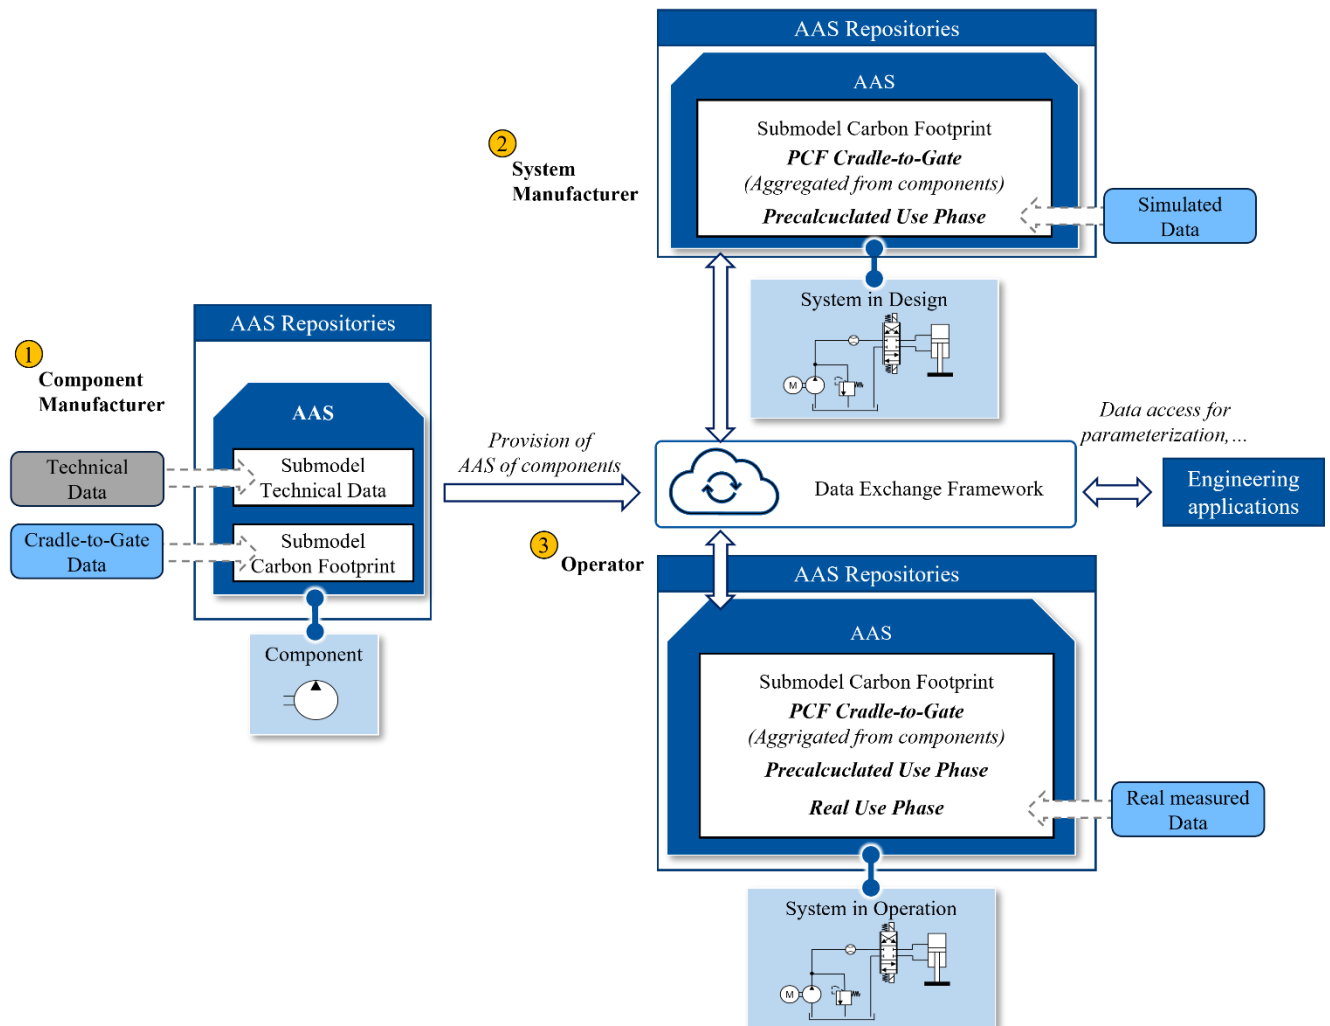 AAS Repositories
AAS
Submodel Carbon Footprint
PCF Cradle-to-Gate
(Aggregated from components)
Precalcuclated Use Phase
2
System
Manufacturer
Simulated
Data
System in Design
M
AAS Repositories
1
Component
Manufacturer
AAS
Technical
Data
Submodel
Technical Data
Cradle-to-Gate
Data
Submodel
Carbon Footprint
Component
Provision of
AAS of components
Data Exchange Framework
Data access for
parameterization,...
Engineering
applications
3
Operator
AAS Repositories
AAS
Submodel Carbon Footprint
PCF Cradle-to-Gate
(Aggrigated from components)
Precalcuclated Use Phase
Real Use Phase
Real measured
Data
System in Operation
M